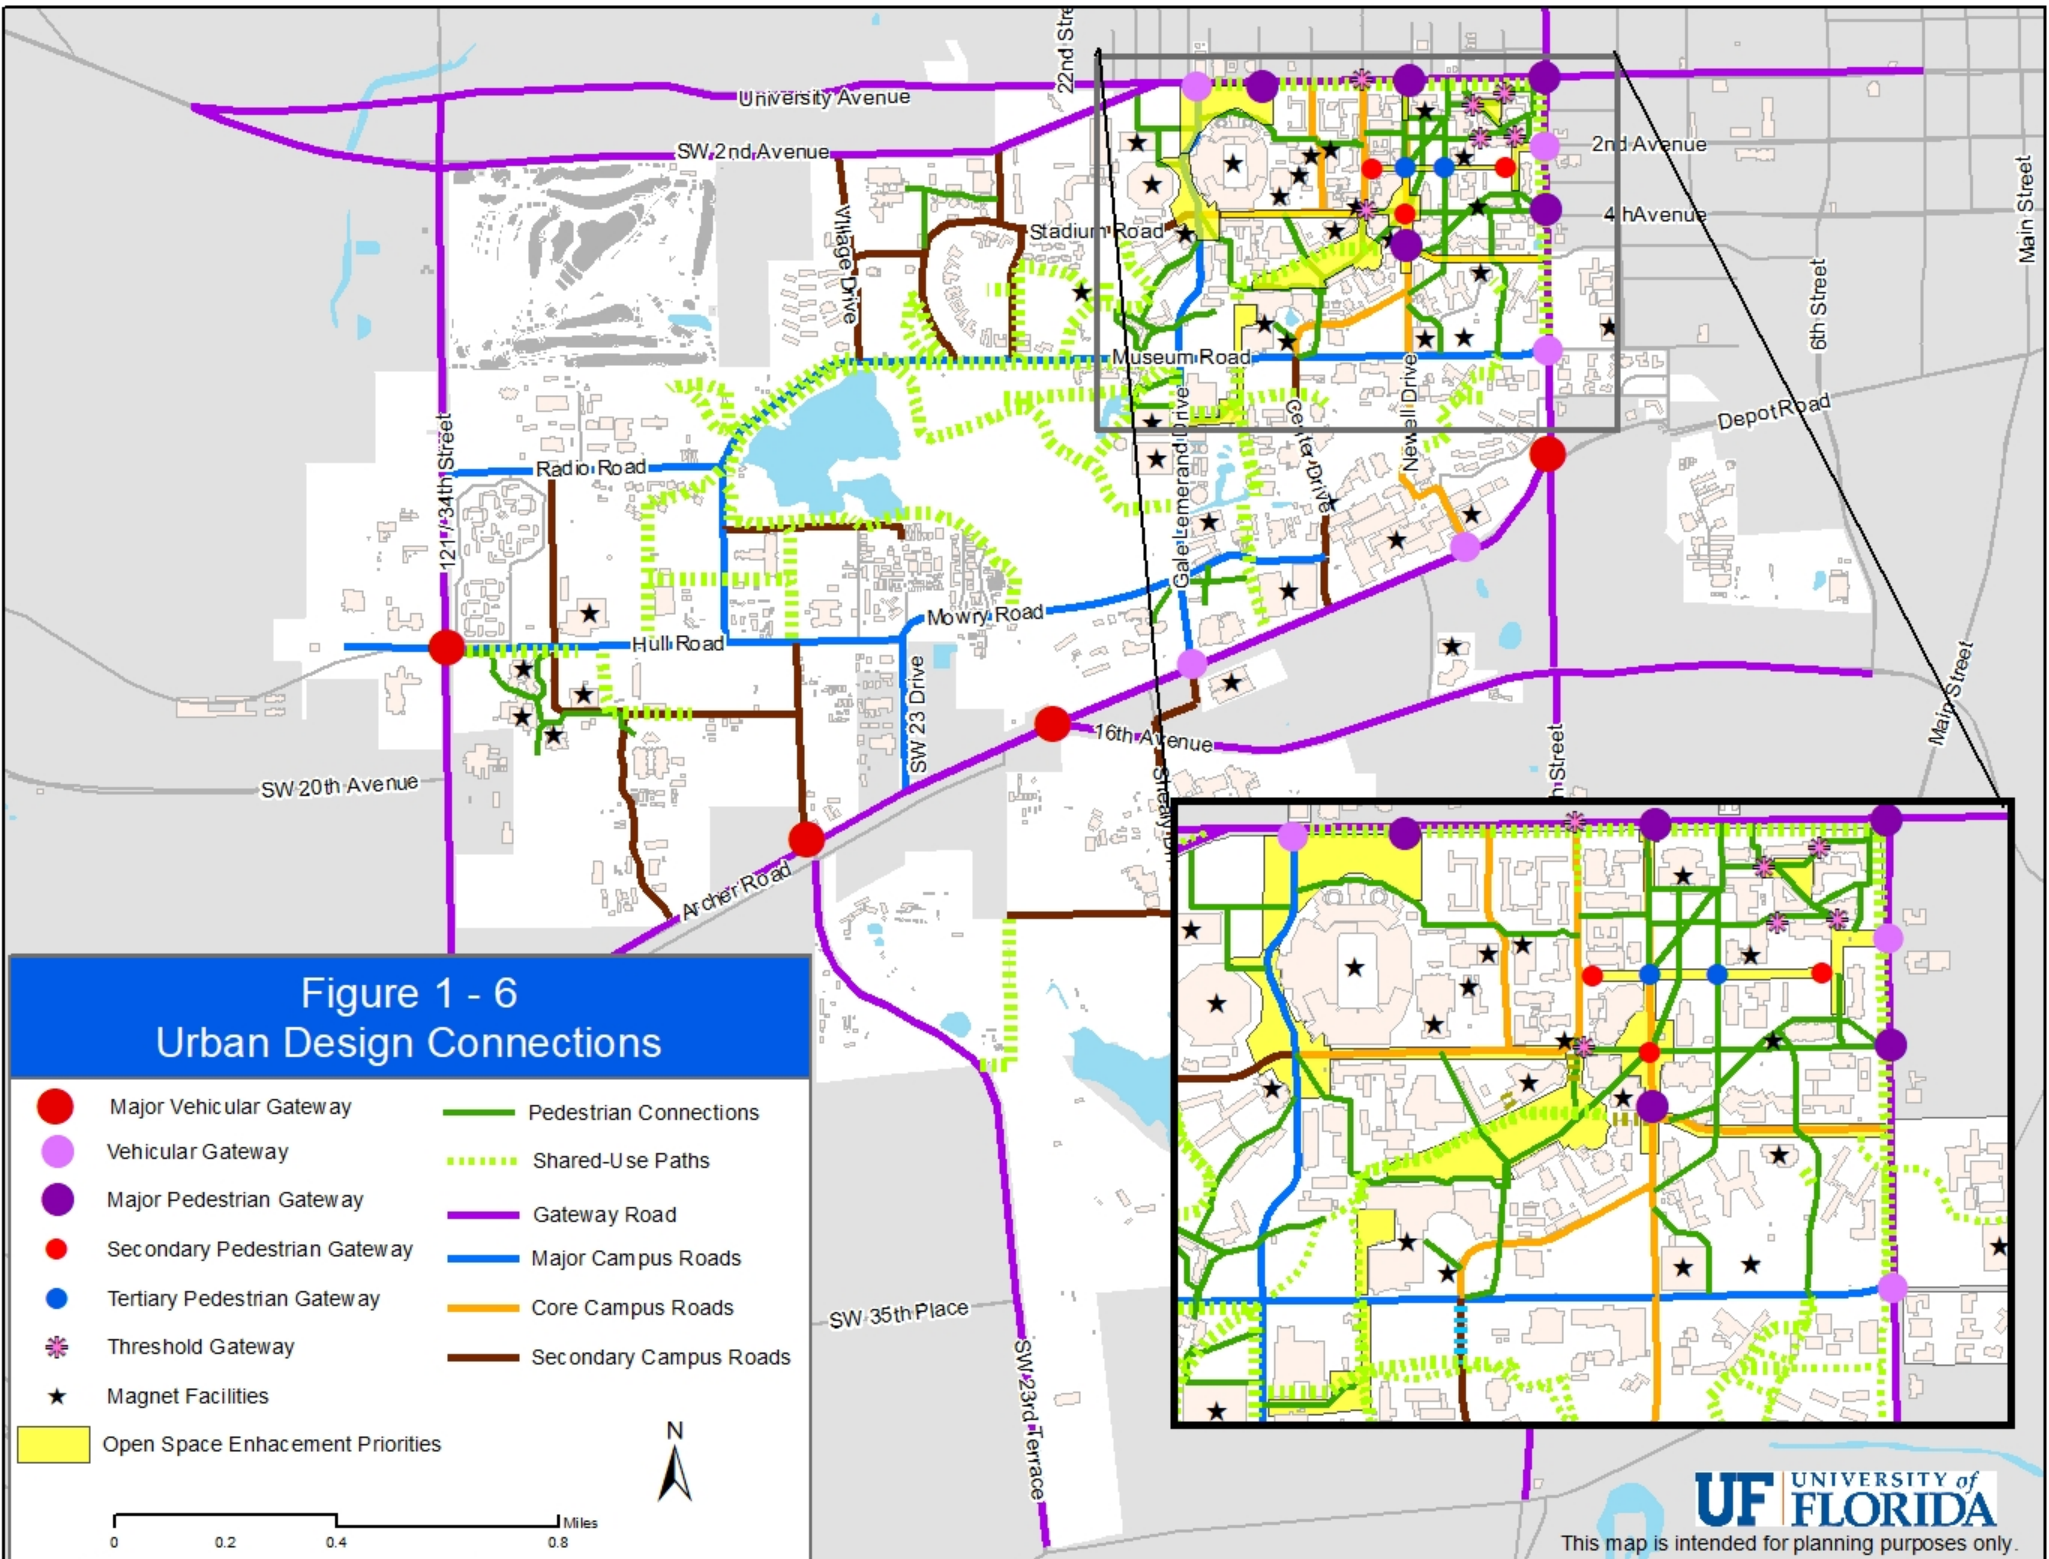 22nd Stre
University Avenue
SW 2nd Avenue
2nd Avenue
Village Drive
Stadium Road
4 hAvenue
Main Street
6th Street
Museum Road
121 / 34th Street
Radio Road
Gale Lemerand Drive
Center Drive
Newell Drive
Depot Road
Mowry Road
Hull Road
SW 23 Drive
16th Avenue
Main Street
h Street
SW 20th Avenue
Archer Road
Figure 1 - 6
Urban Design Connections
Major Vehicular Gateway
Vehicular Gateway
Major Pedestrian Gateway
Secondary Pedestrian Gateway
Tertiary Pedestrian Gateway
Threshold Gateway
Magnet Facilities
Open Space Enhacement Priorities
Pedestrian Connections
Shared-Use Paths
Gateway Road
Major Campus Roads
Core Campus Roads
Secondary Campus Roads
N
Miles
0 0.2 0.4 0.8
SW 35th Place
SW 23rd Terrace
UF UNIVERSITY of
FLORIDA
This map is intended for planning purposes only.